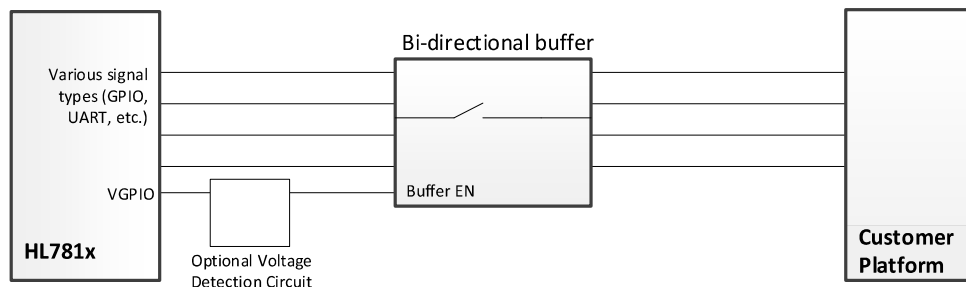 Bi-directional buffer
Various signal
types (GPIO,
UART, etc.)
VGPIO
Buffer EN
HL781x
Optional Voltage
Detection Circuit
Customer
Platform